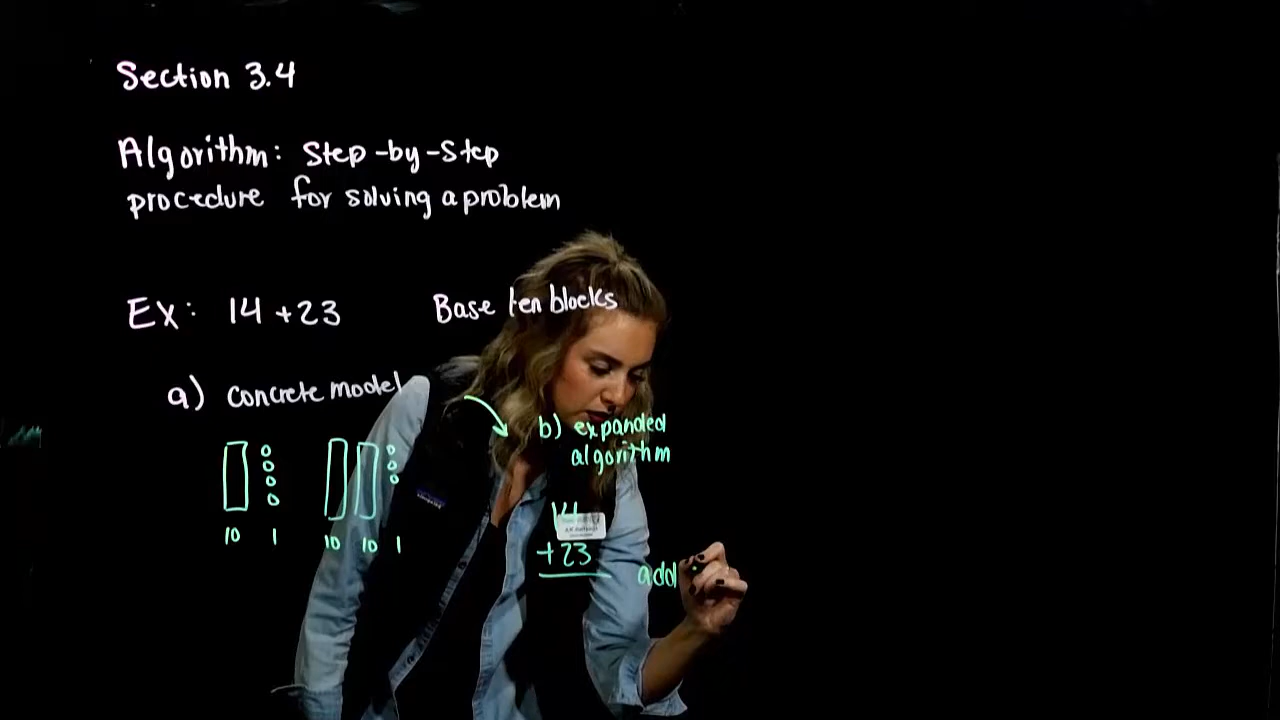 Section 3.4
Algorithm: Step-by-Step
procedure for solving a problem
Ex: 14 + 23
Base ten blocks
a) concrete model
b) expanded
algorithm
10 1 10 10 1
14
+23
add